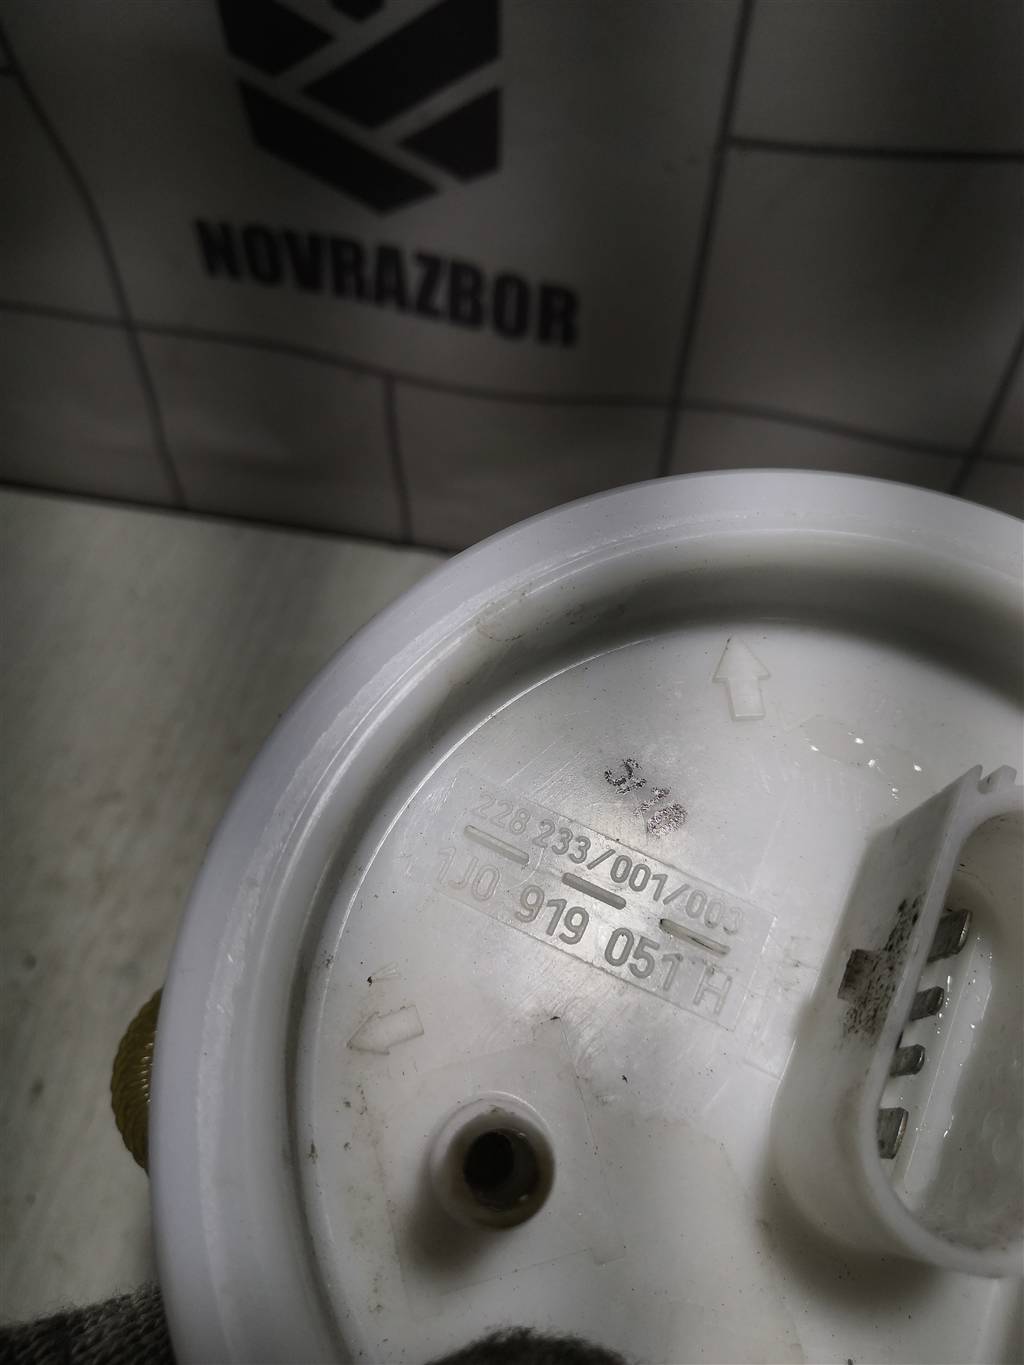 NOVRAZBOR
228 233/001/003
1J0 919 051 H